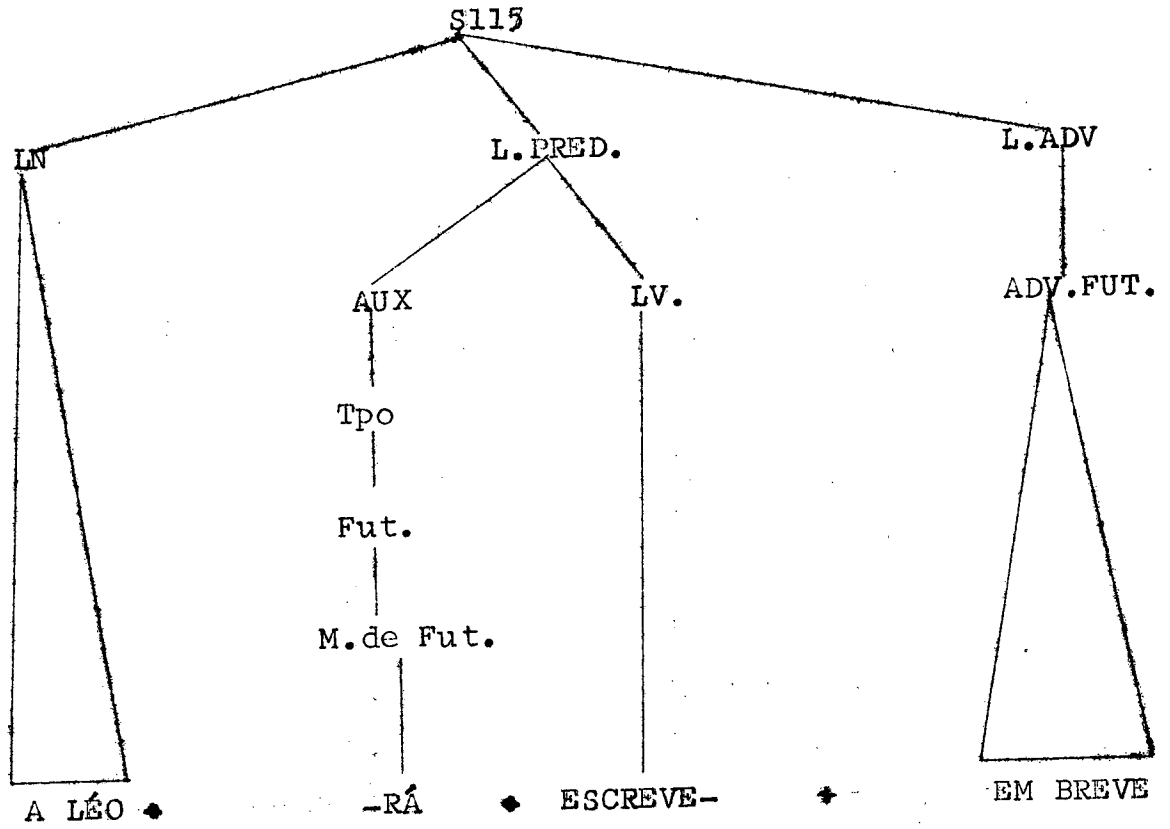 S115
LN L.PRED. L.ADV
AUX LV. ADV.FUT.
Tpo
Fut.
M.de Fut.
A LÉO + -RÁ + ESCREVE- + EM BREVE